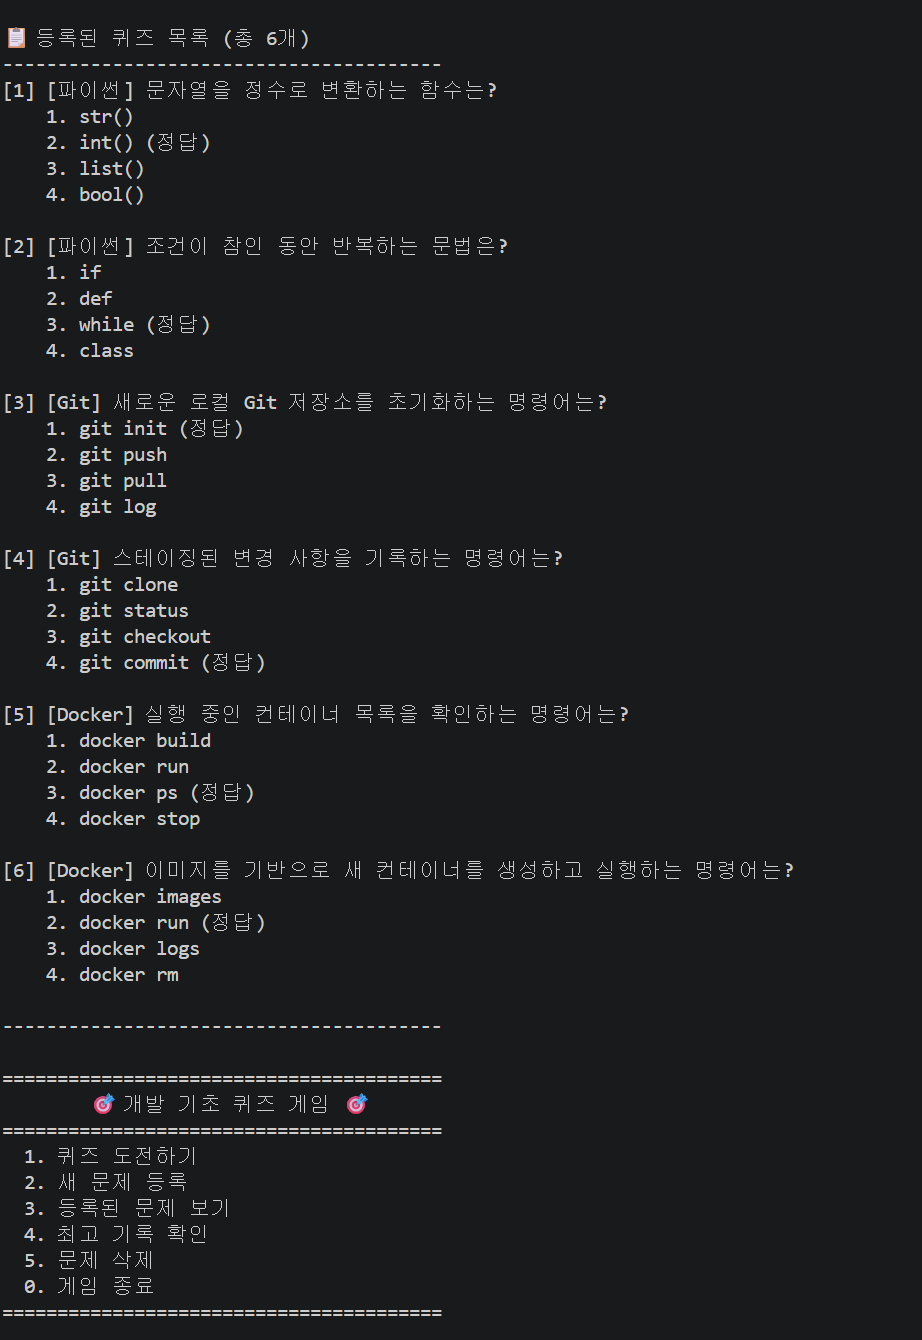 📋 등록된 퀴즈 목록 (총 6개)
----------------------------------------
[1] [파이썬] 문자열을 정수로 변환하는 함수는?
    1. str()
    2. int() (정답)
    3. list()
    4. bool()

[2] [파이썬] 조건이 참인 동안 반복하는 문법은?
    1. if
    2. def
    3. while (정답)
    4. class

[3] [Git] 새로운 로컬 Git 저장소를 초기화하는 명령어는?
    1. git init (정답)
    2. git push
    3. git pull
    4. git log

[4] [Git] 스테이징된 변경 사항을 기록하는 명령어는?
    1. git clone
    2. git status
    3. git checkout
    4. git commit (정답)

[5] [Docker] 실행 중인 컨테이너 목록을 확인하는 명령어는?
    1. docker build
    2. docker run
    3. docker ps (정답)
    4. docker stop

[6] [Docker] 이미지를 기반으로 새 컨테이너를 생성하고 실행하는 명령어는?
    1. docker images
    2. docker run (정답)
    3. docker logs
    4. docker rm

----------------------------------------

========================================
        🎯 개발 기초 퀴즈 게임 🎯
========================================
  1. 퀴즈 도전하기
  2. 새 문제 등록
  3. 등록된 문제 보기
  4. 최고 기록 확인
  5. 문제 삭제
  0. 게임 종료
========================================